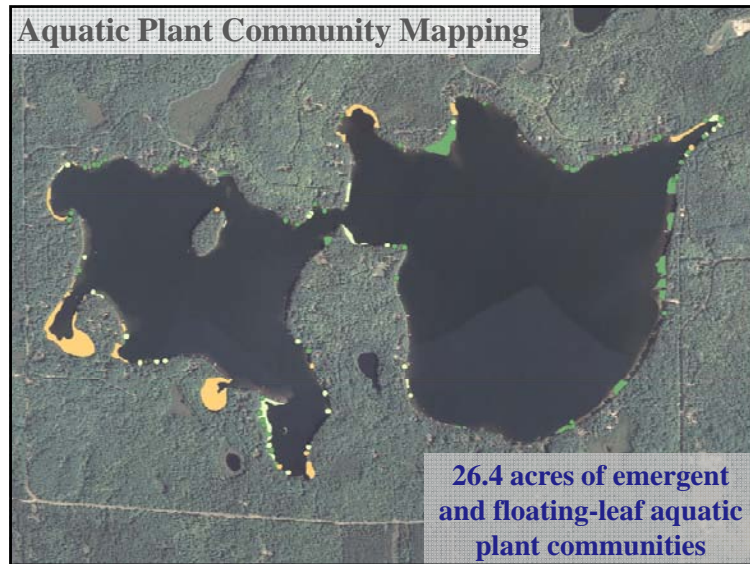 Aquatic Plant Community Mapping
26.4 acres of emergent
and floating-leaf aquatic
plant communities